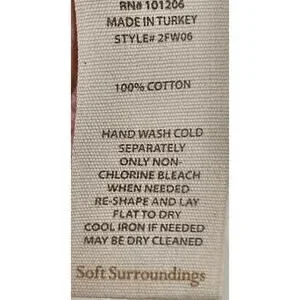 RN# 101206
MADE IN TURKEY
STYLE# 2FW06
100% COTTON
HAND WASH COLD
SEPARATELY
ONLY NON-
CHLORINE BLEACH
WHEN NEEDED
RE-SHAPE AND LAY
FLAT TO DRY
COOL IRON IF NEEDED
MAY BE DRY CLEANED
Soft Surroundings